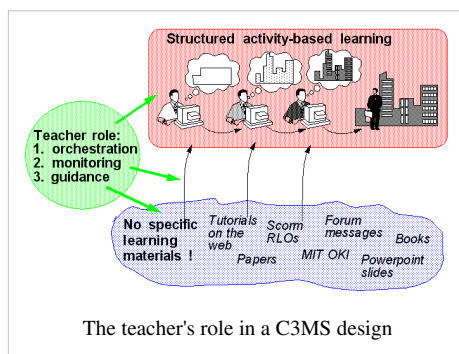 Structured activity-based learning
Teacher role:
1. orchestration
2. monitoring
3. guidance
No specific
learning
materials !
Tutorials
on the
web
Papers
Scorm
RLOs
MIT OKI
Forum
messages
Powerpoint
slides
Books
The teacher's role in a C3MS design